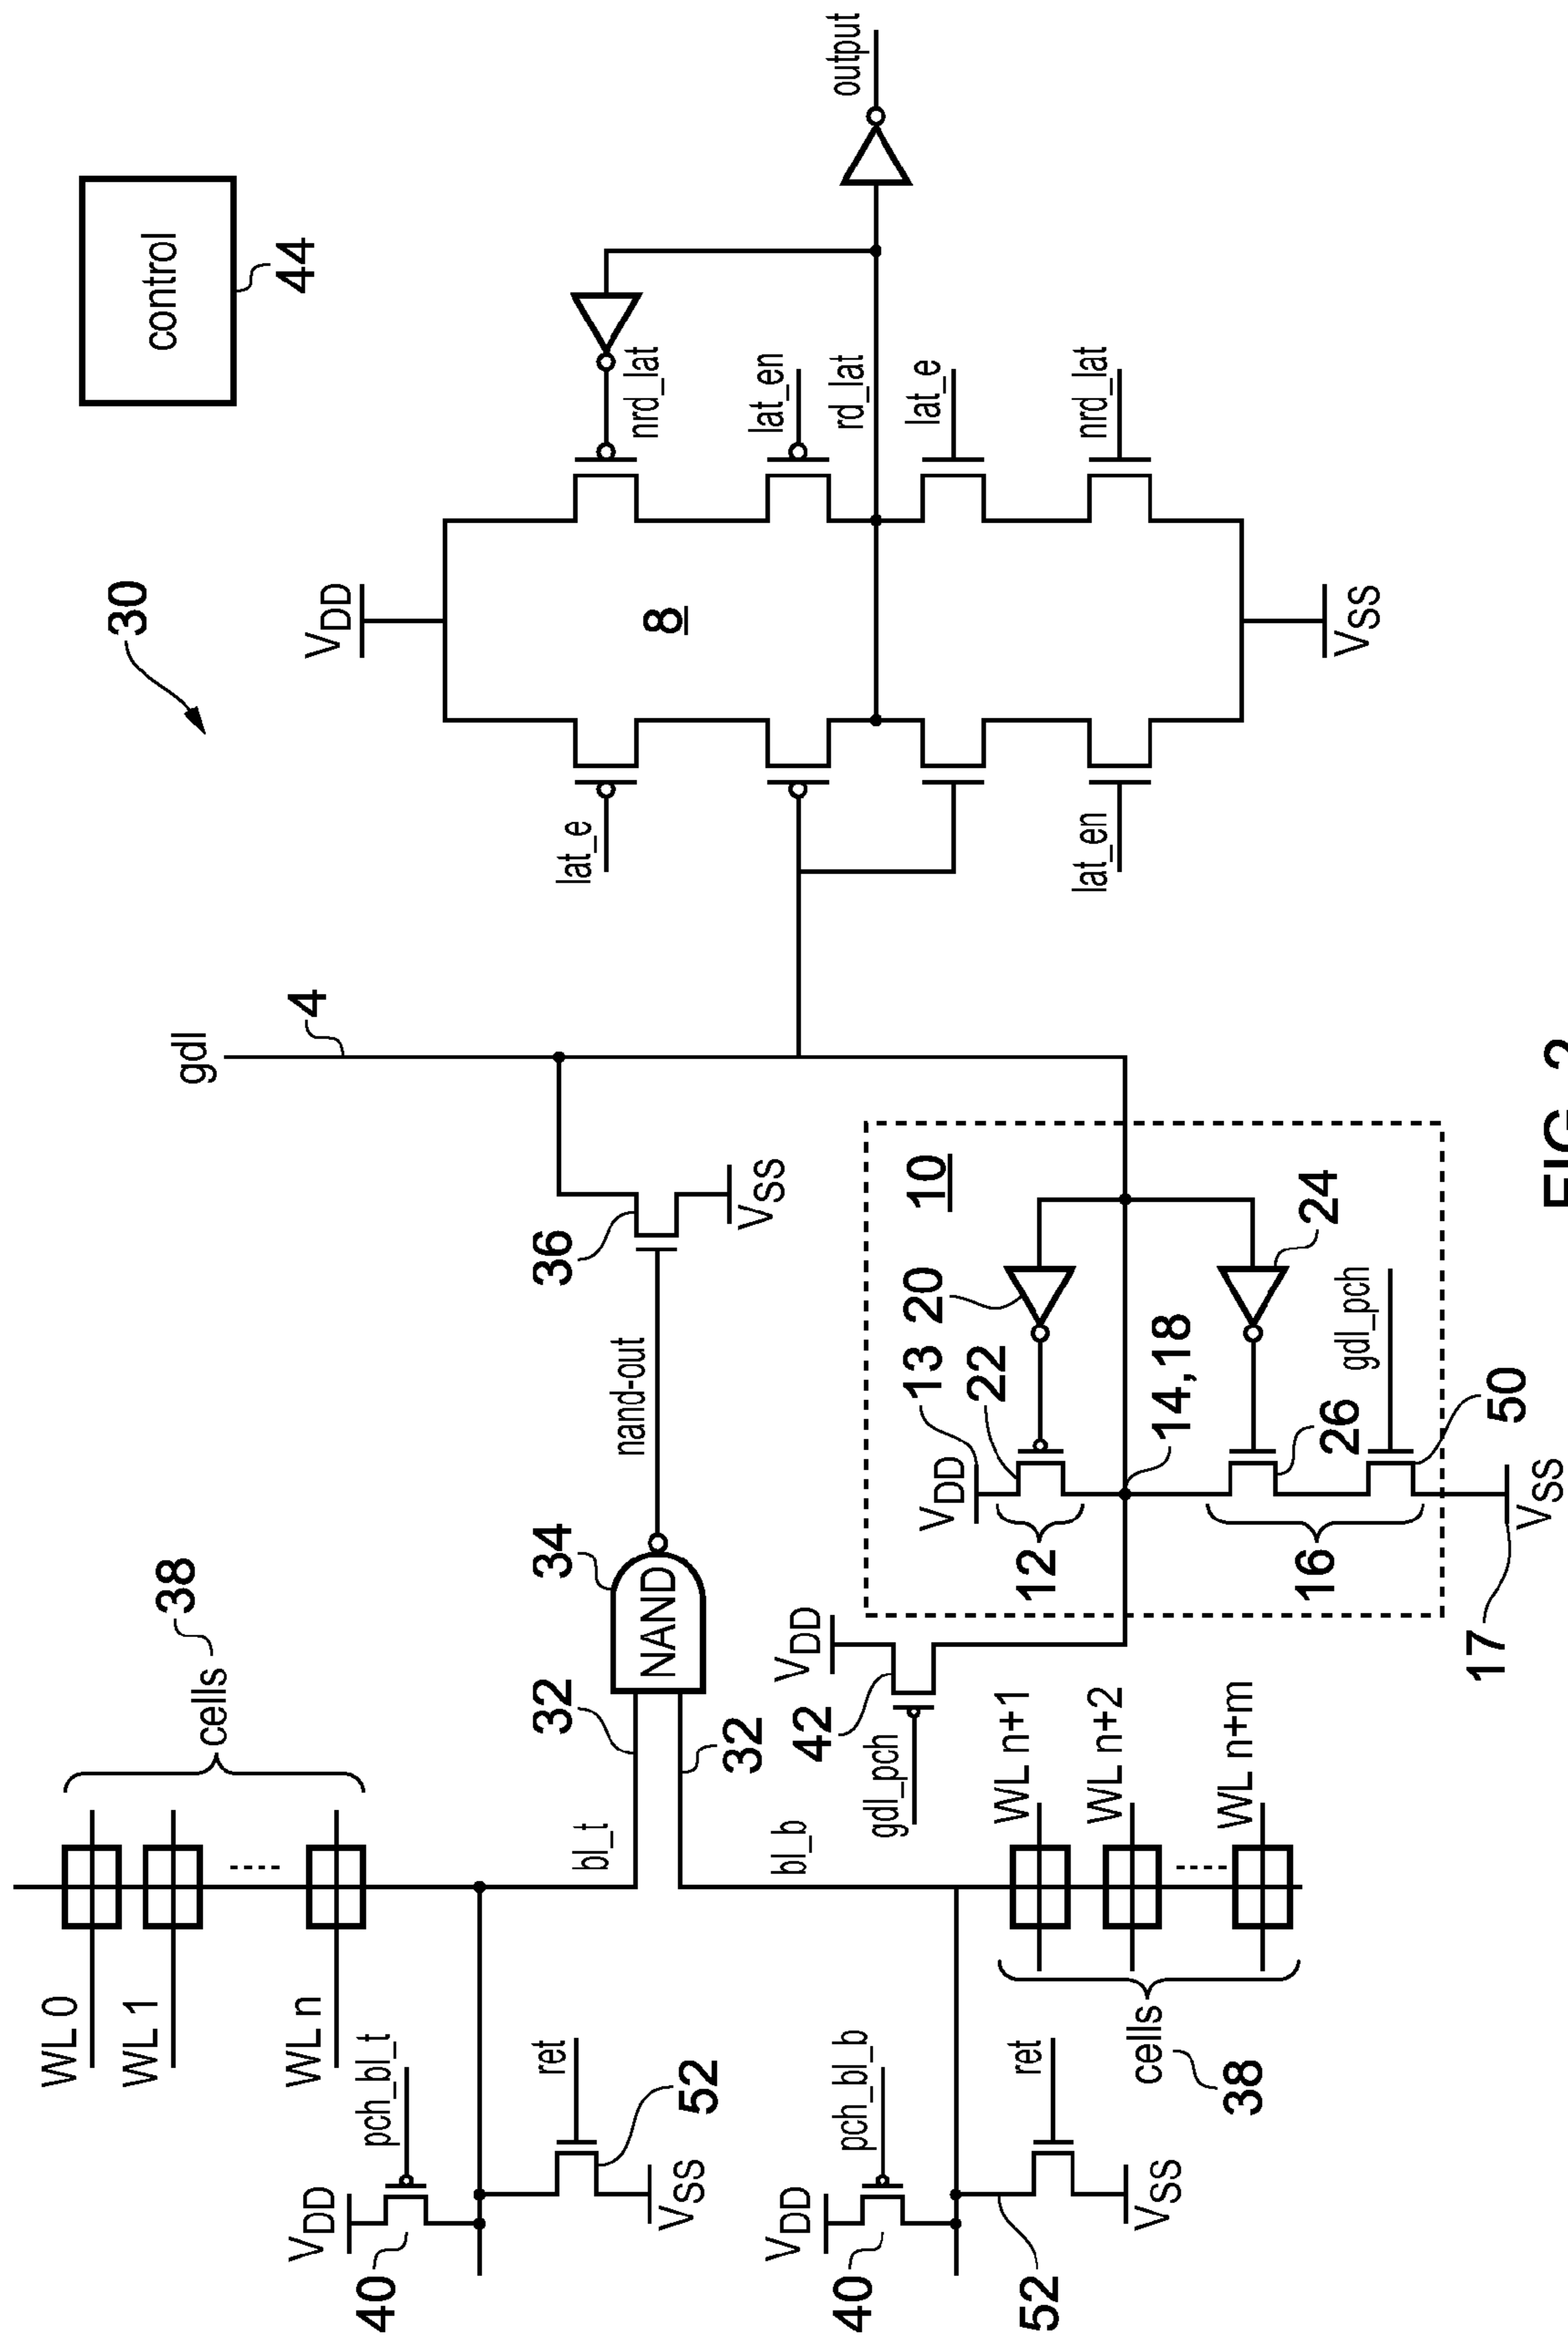 30
control
44
WL 0
WL 1
WL n
cells
38
pch_bl_t
VDD
40
ret
52
VSS
bl_t
32
32
NAND
34
nand-out
36
VSS
gdl
4
VDD
8
lat_e
lat_en
nrd_lat
lat_en
rd_lat
lat_e
nrd_lat
VSS
output
bl_b
pch_bl_b
VDD
40
ret
52
VSS
WL n+1
WL n+2
WL n+m
cells
38
VDD
42
gdl_pch
10
20
13
22
VDD
12
14,18
24
gdl_pch
26
16
50
17
VSS
FIG. 2